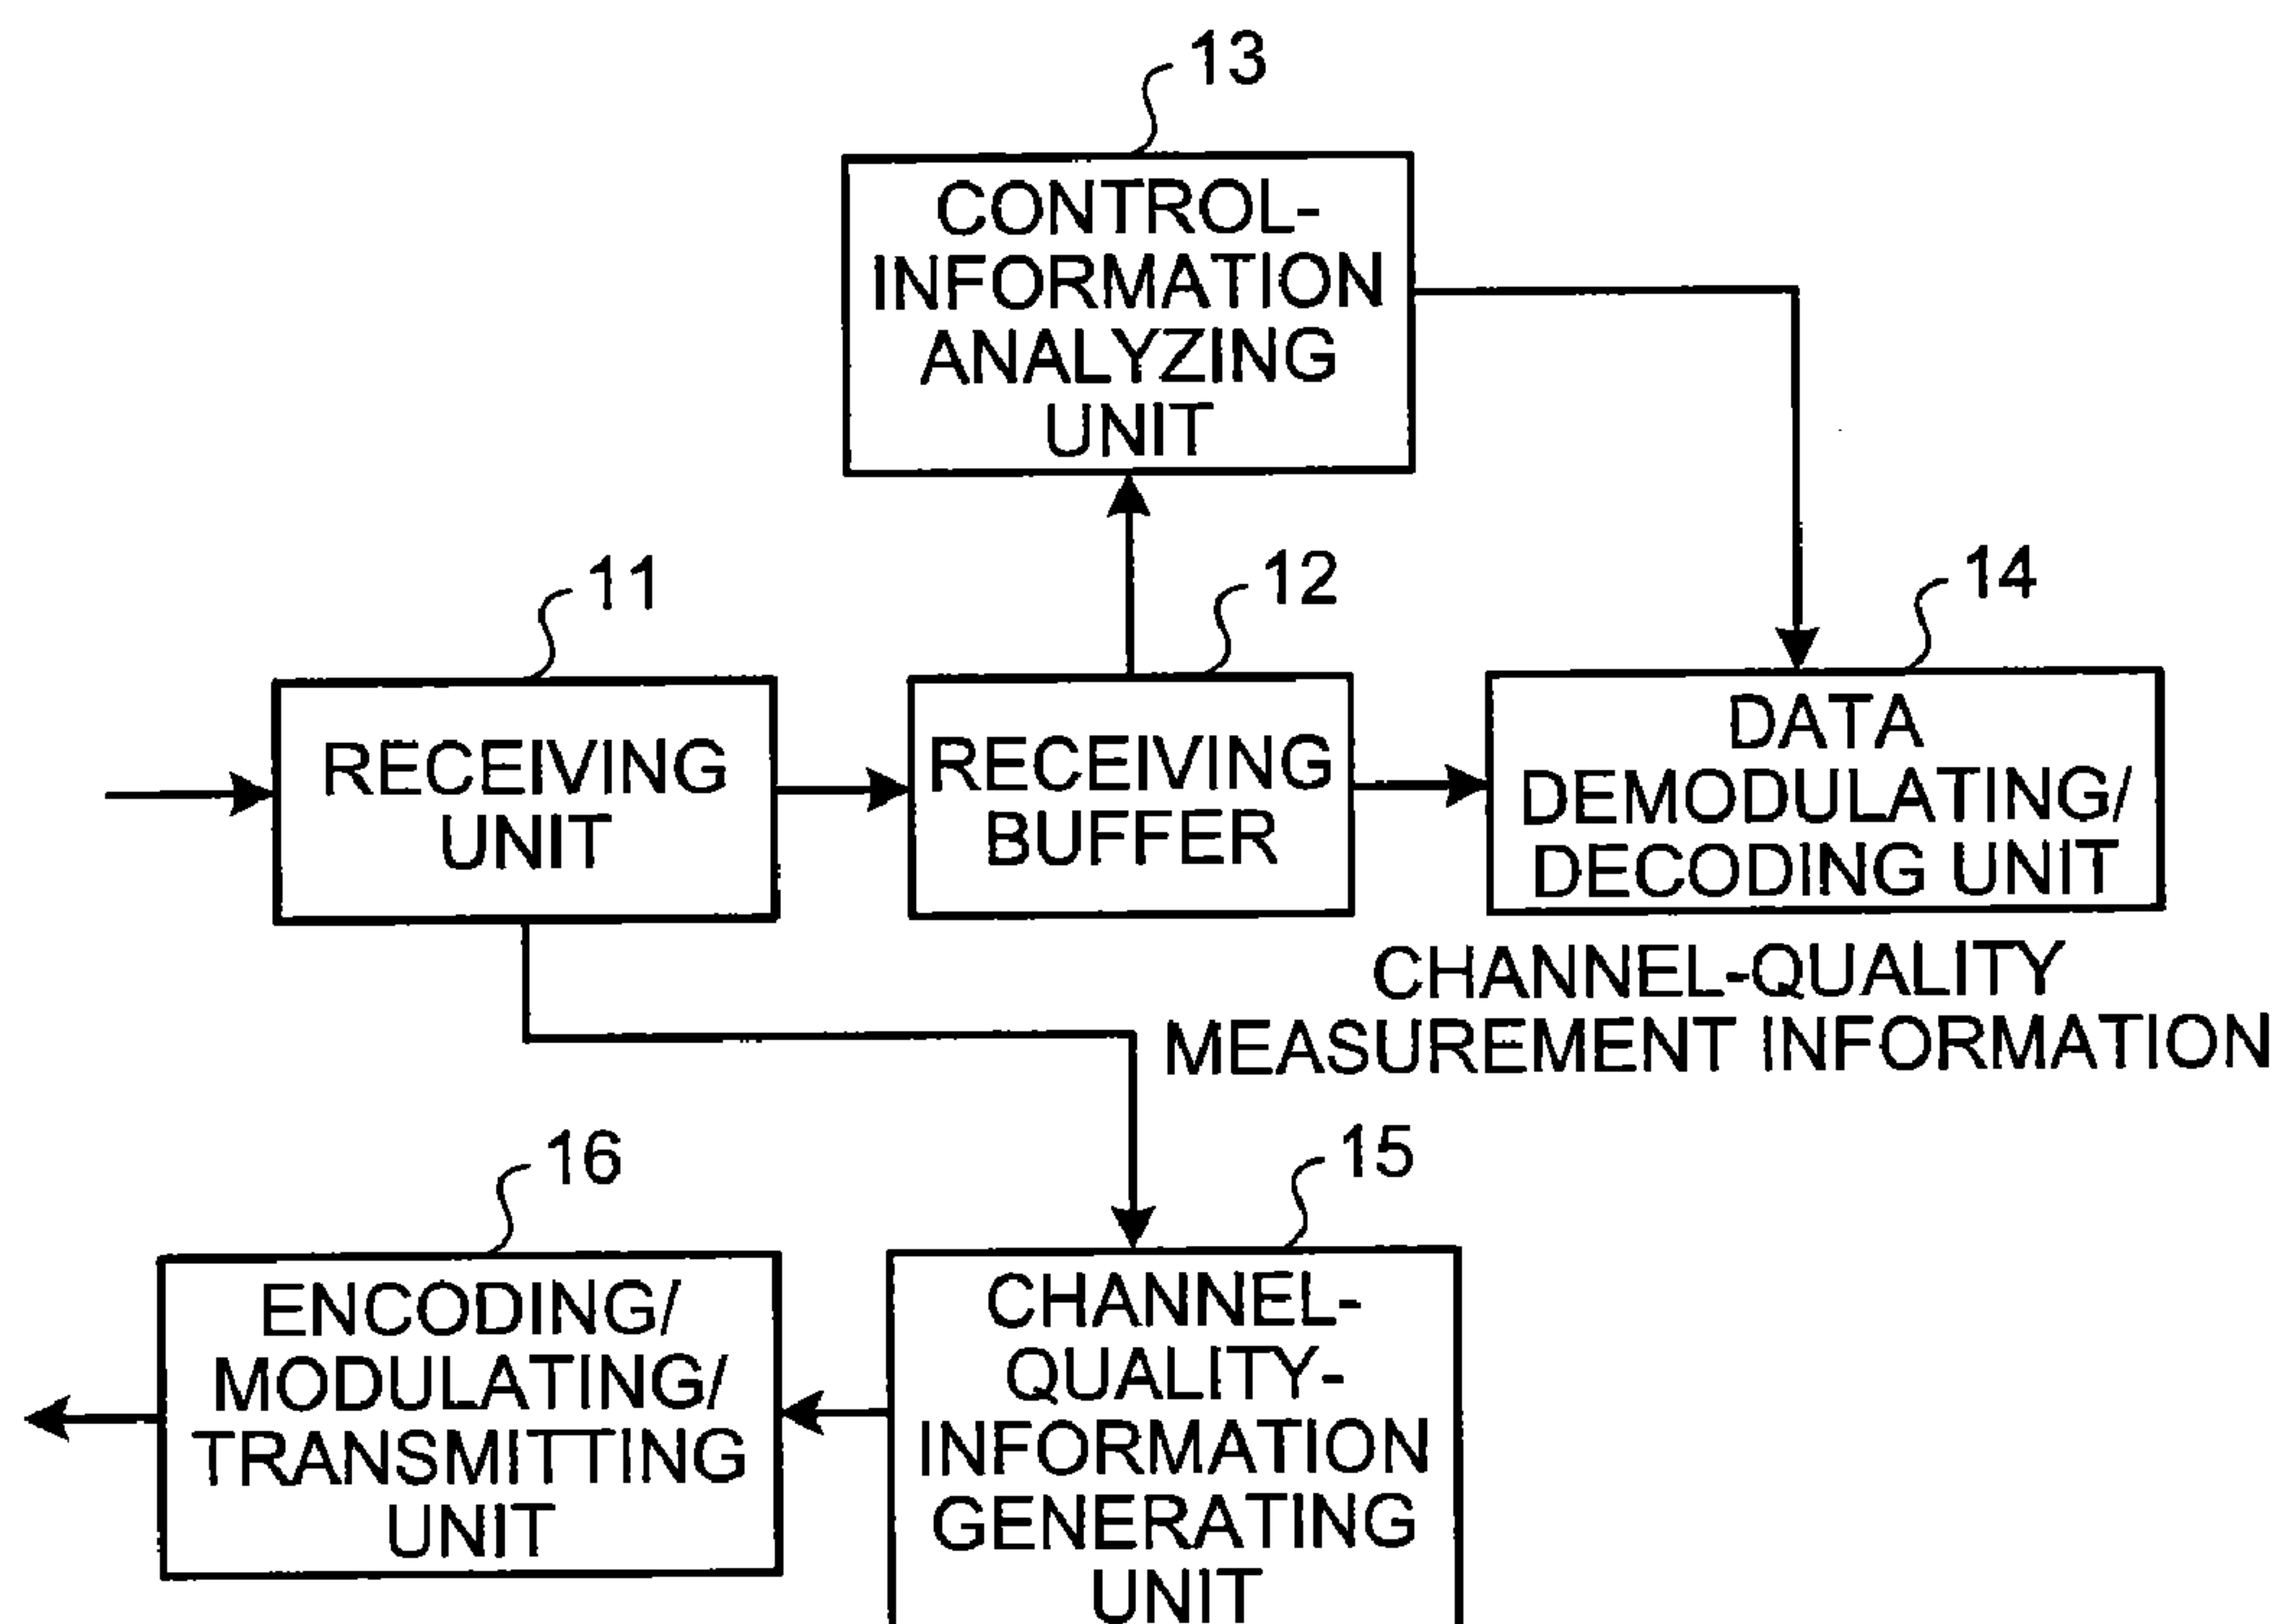 13
CONTROL-
INFORMATION
ANALYZING
UNIT
11
12
14
RECEIVING
UNIT
RECEIVING
BUFFER
DATA
DEMODULATING/
DECODING UNIT
CHANNEL-QUALITY
MEASUREMENT INFORMATION
16
15
ENCODING/
MODULATING/
TRANSMITTING
UNIT
CHANNEL-
QUALITY-
INFORMATION
GENERATING
UNIT